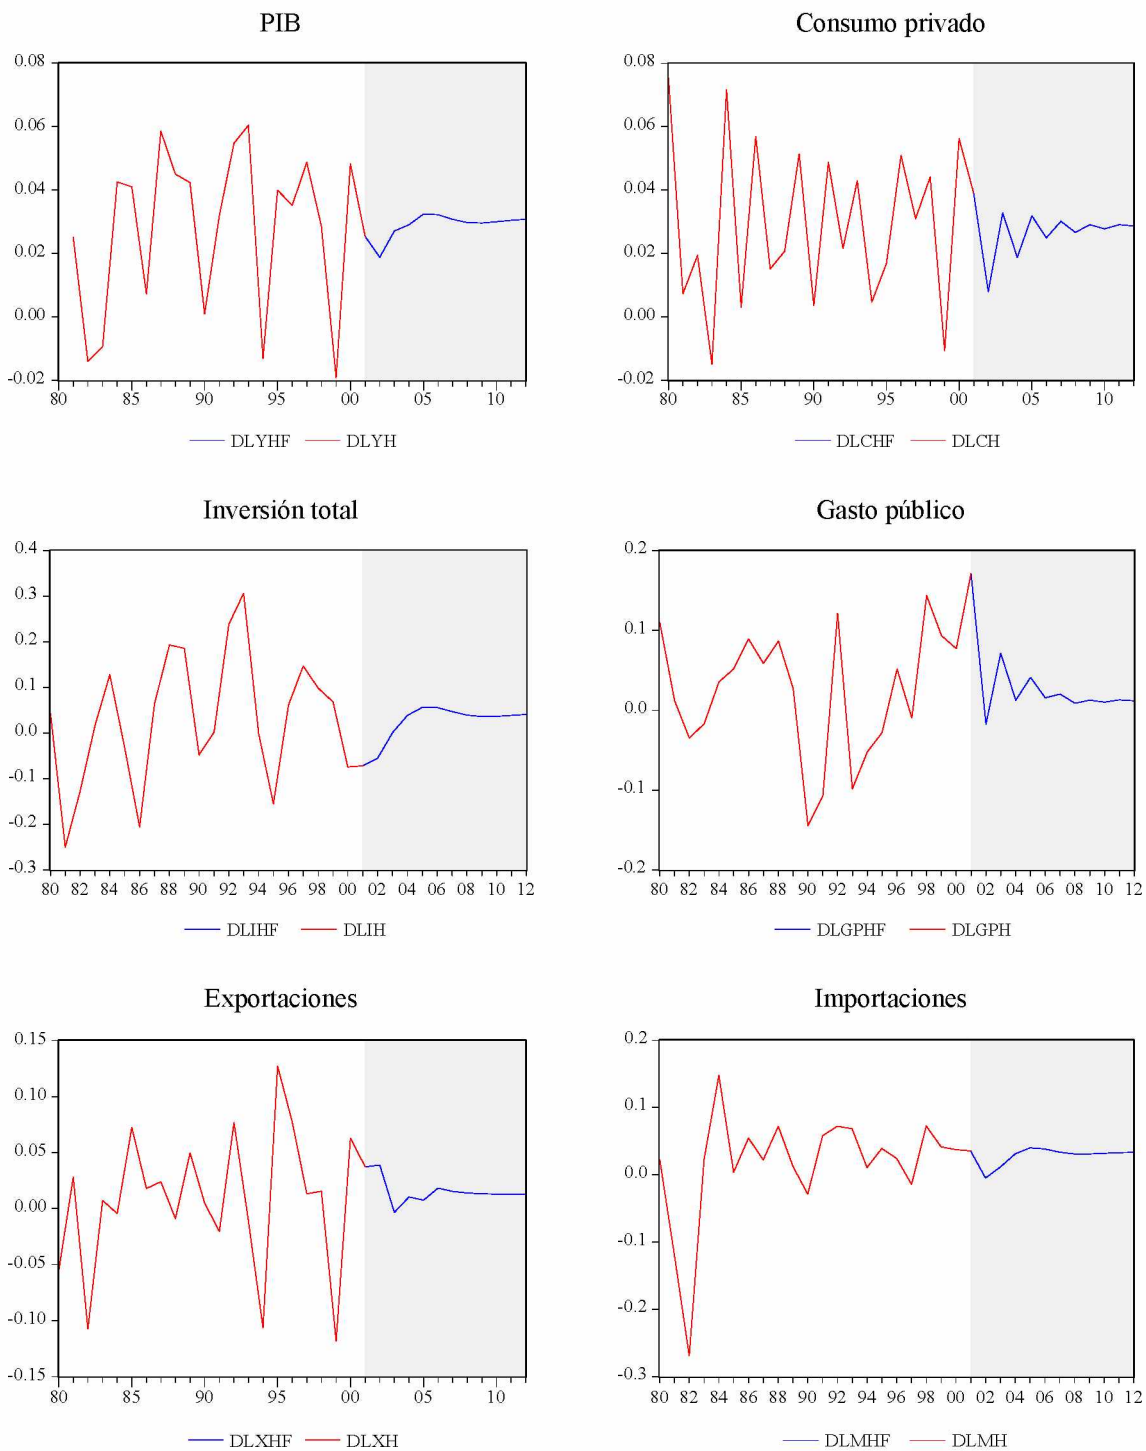 PIB
0.08
0.06
0.04
0.02
0.00
-0.02
80 85 90 95 00 05 10
DLYHF DLYH
Consumo privado
0.08
0.06
0.04
0.02
0.00
-0.02
80 85 90 95 00 05 10
DLCHF DLCH
Inversión total
0.4
0.3
0.2
0.1
0.0
-0.1
-0.2
-0.3
80 82 84 86 90 92 94 96 98 00 02 04 06 08 10 12
DLIHF DLIH
Gasto público
0.2
0.1
0.0
-0.1
-0.2
80 82 84 86 88 90 92 94 96 98 00 02 04 06 08 10 12
DLGPHF DLGPH
Exportaciones
0.15
0.10
0.05
0.00
-0.05
-0.10
-0.15
80 85 90 95 00 05 10
DLXHF DLXH
Importaciones
0.2
0.1
0.0
-0.1
-0.2
-0.3
80 82 84 86 88 90 92 94 96 98 00 02 04 06 08 10 12
DLMHF DLMH